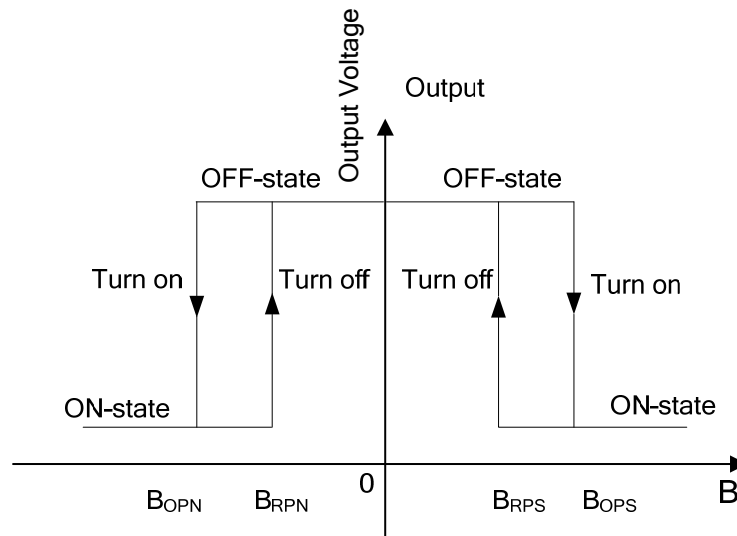 Output Voltage
Output
OFF-state
OFF-state
Turn on
Turn off
Turn off
Turn on
ON-state
ON-state
0
B
BOPN
BRPN
BRPS
BOPS